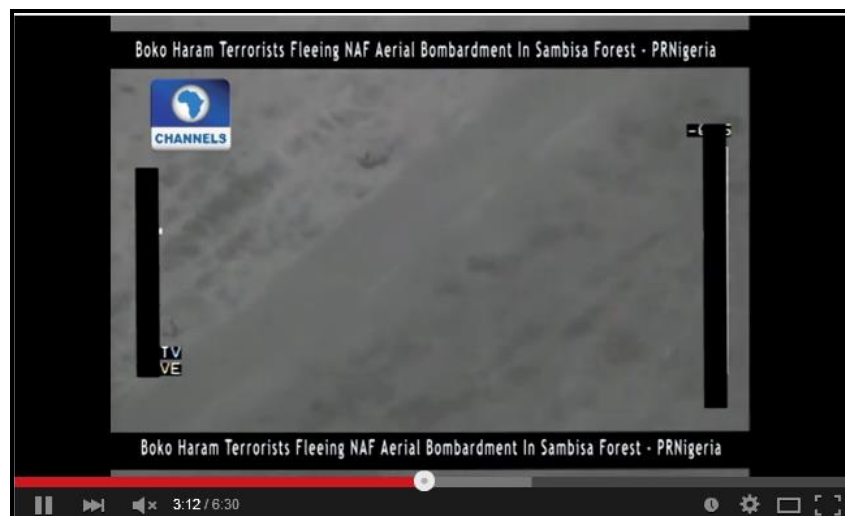 Boko Haram Terrorists Fleeing NAF Aerial Bombardment In Sambisa Forest - PRNigeria
CHANNELS
TV
VE
Boko Haram Terrorists Fleeing NAF Aerial Bombardment In Sambisa Forest - PRNigeria
3:12 / 6:30